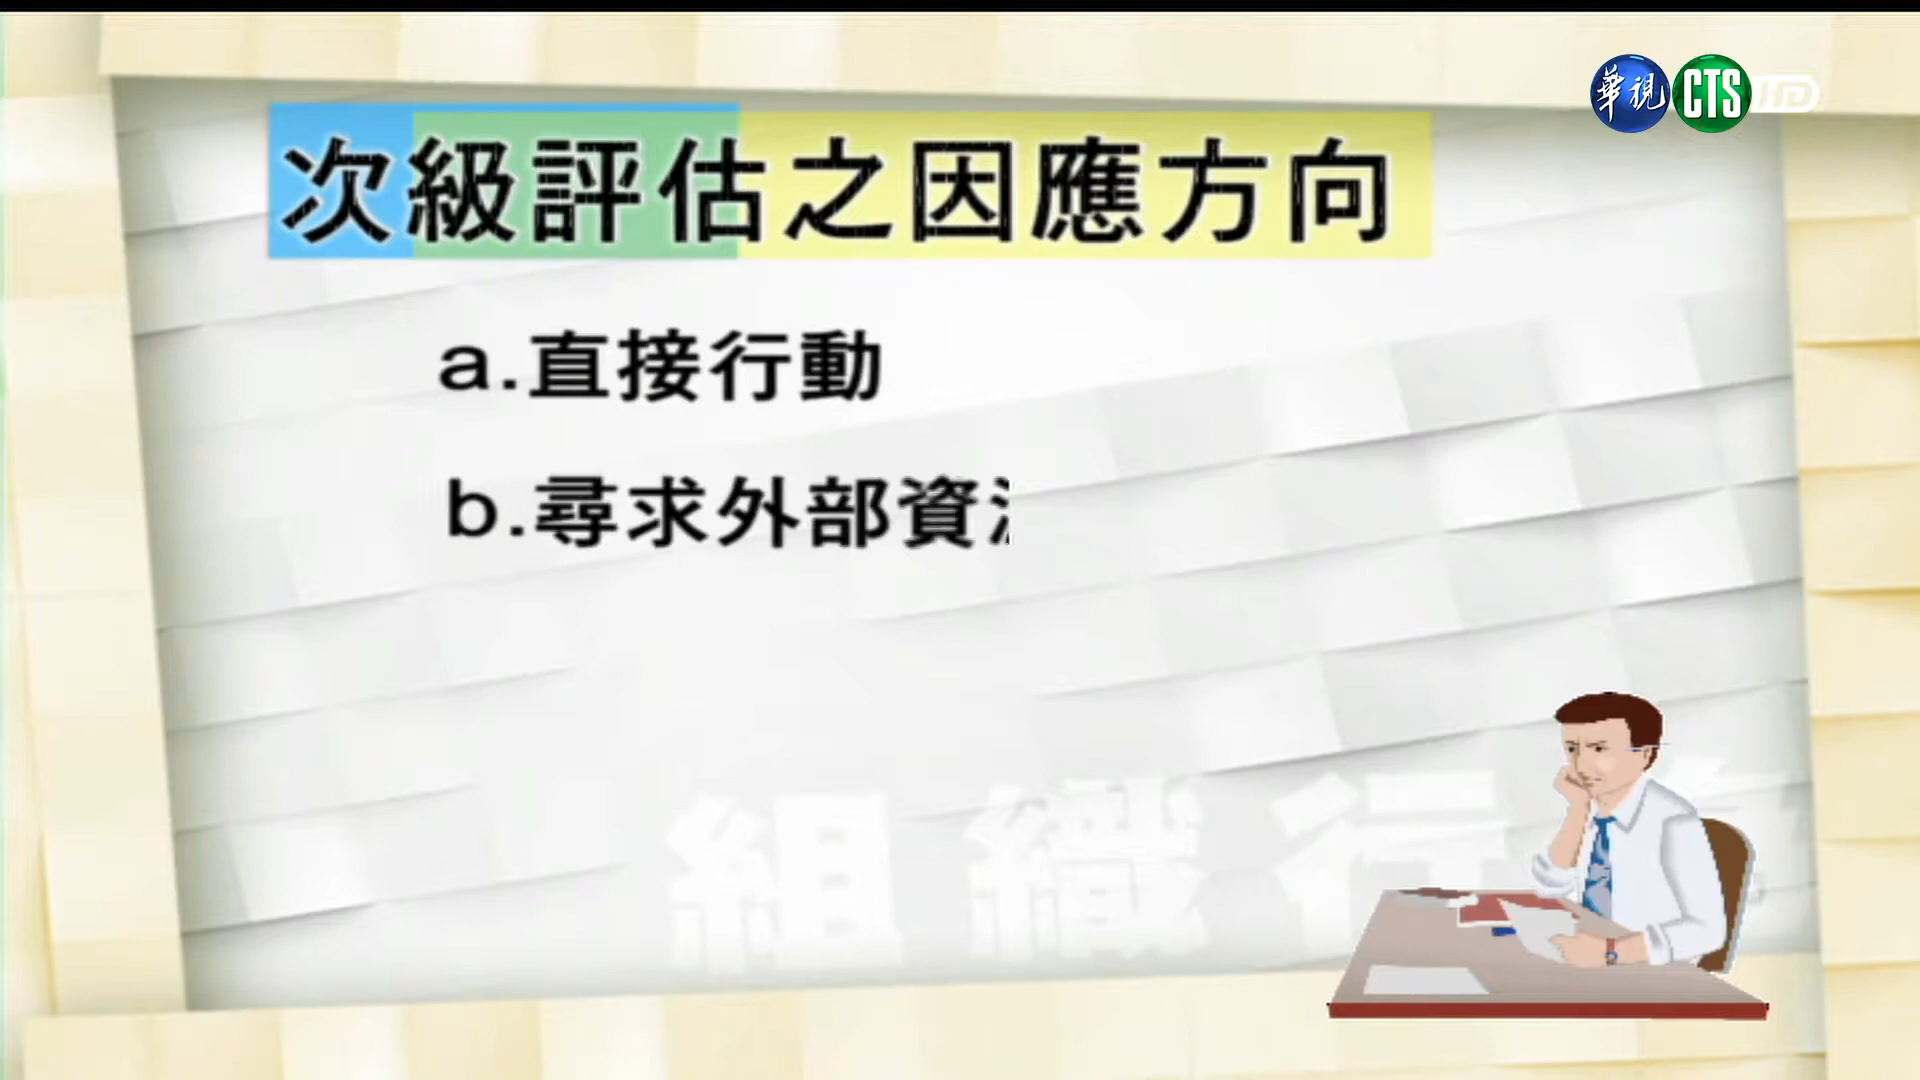 華視 CTS HD
次級評估之因應方向
a.直接行動
b.尋求外部資
組織行